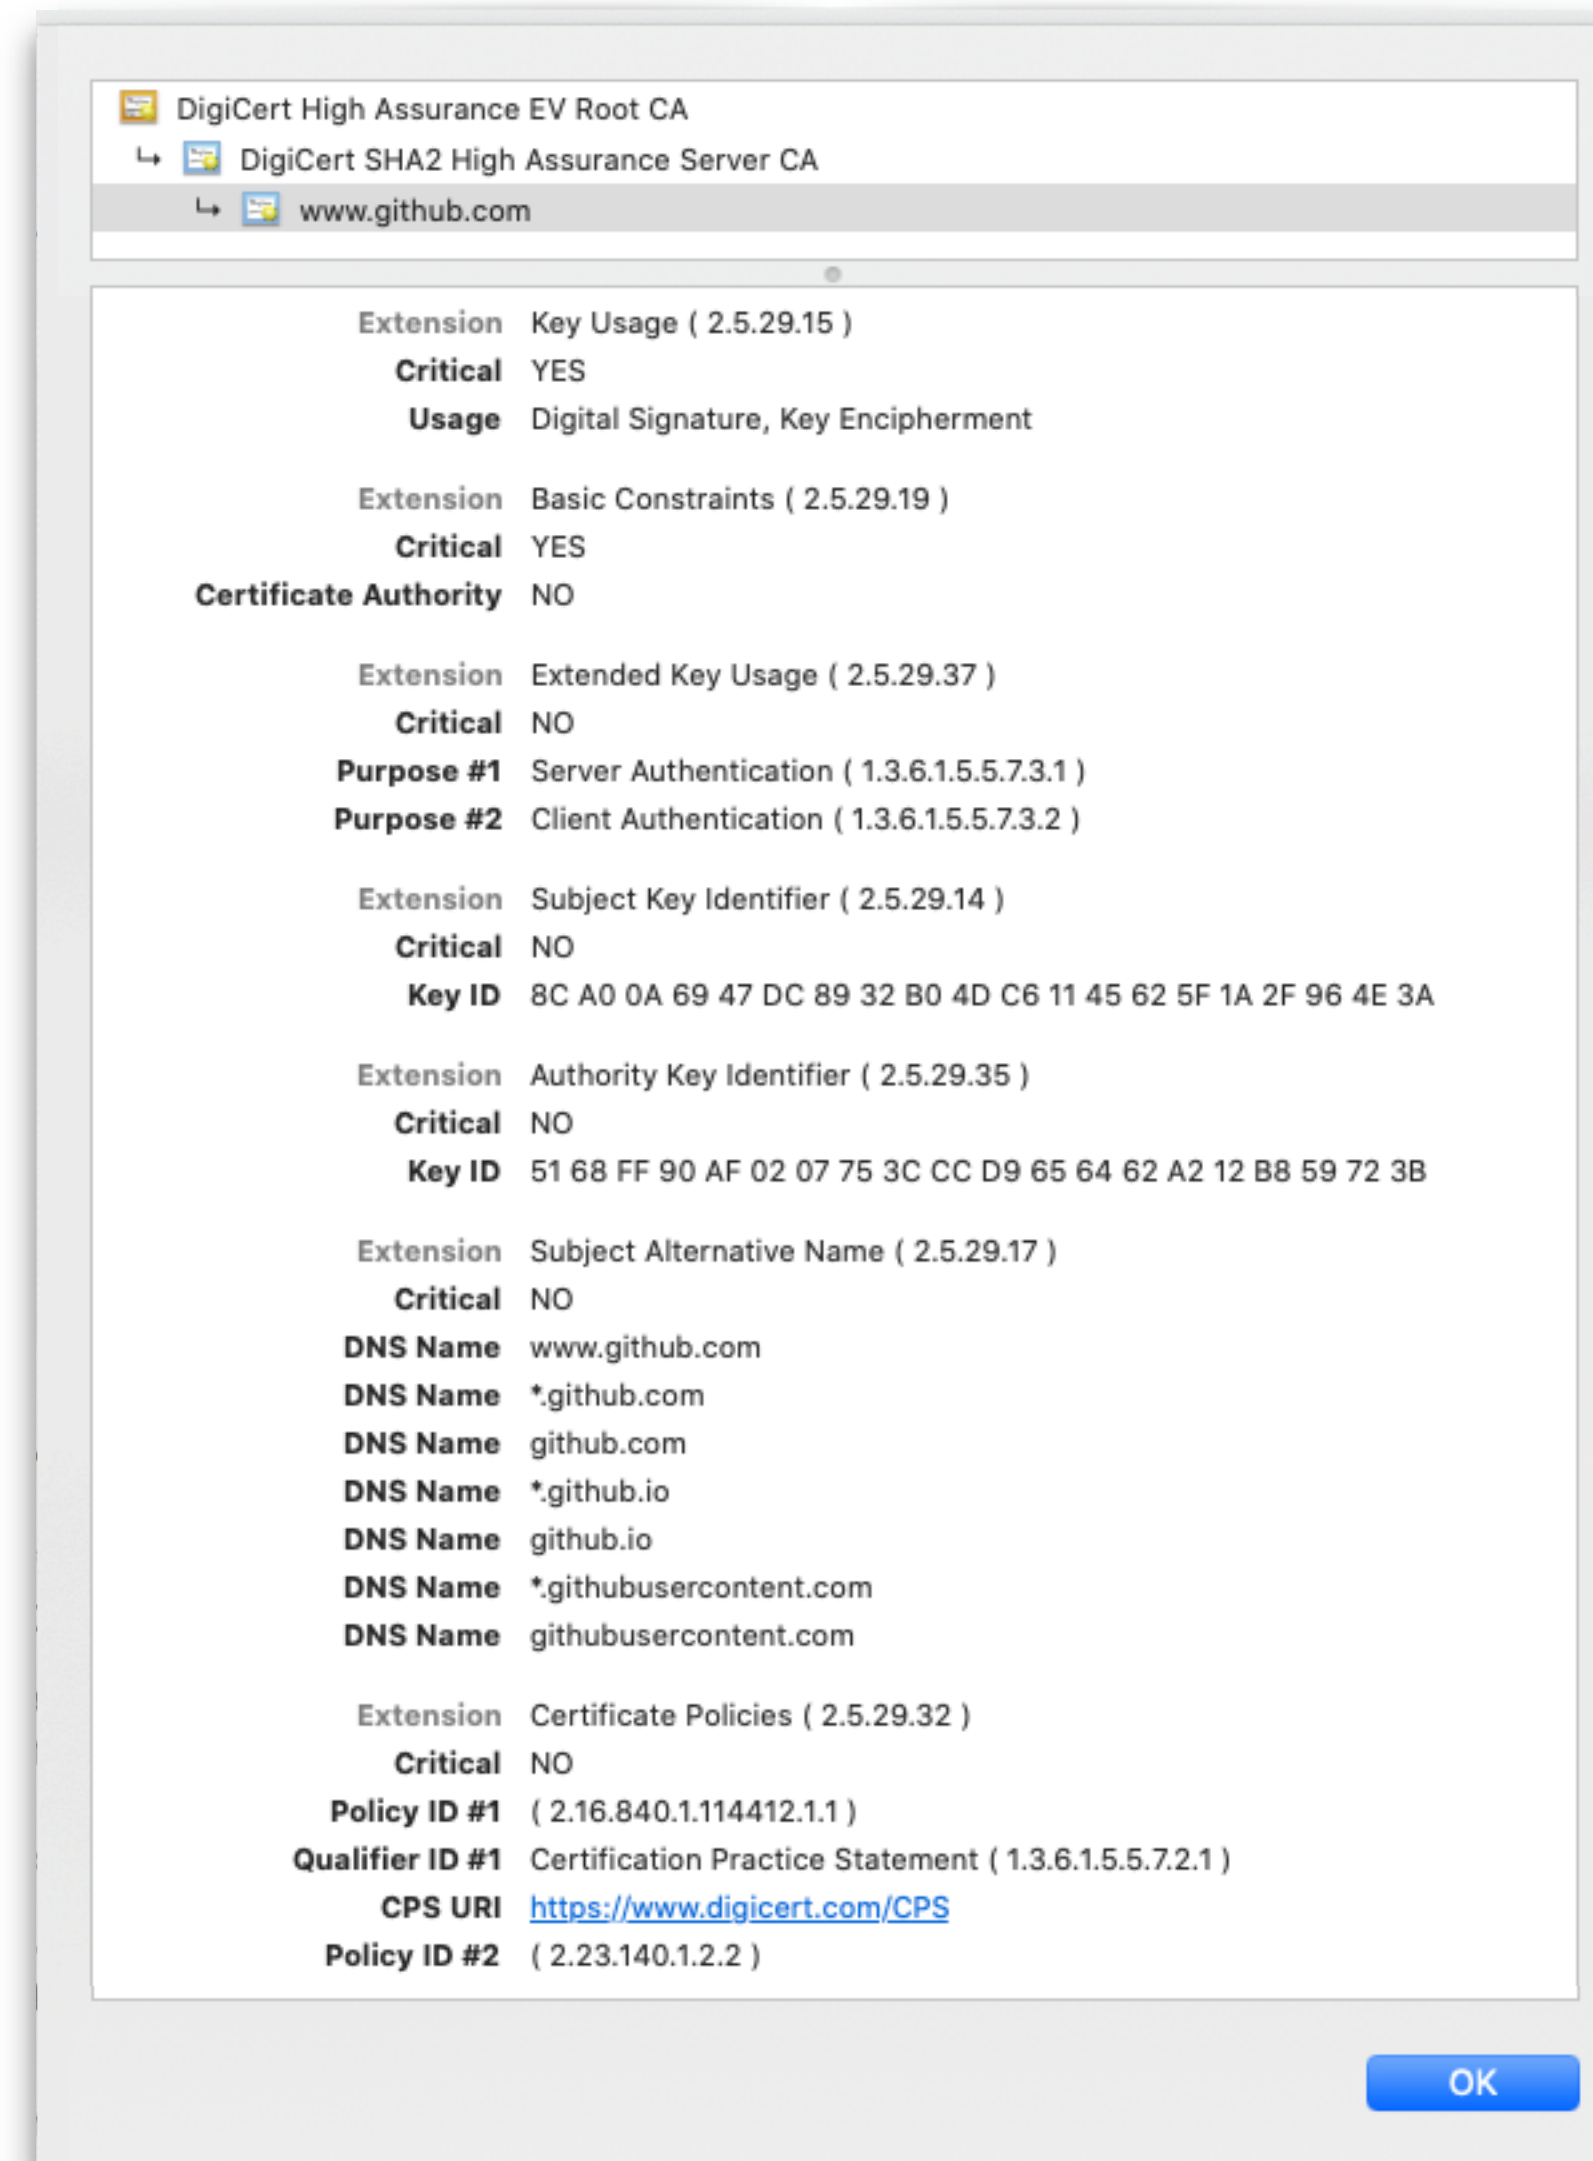 DigiCert High Assurance EV Root CA
DigiCert SHA2 High Assurance Server CA
www.github.com
Extension Key Usage ( 2.5.29.15 )
Critical YES
Usage Digital Signature, Key Encipherment
Extension Basic Constraints ( 2.5.29.19 )
Critical YES
Certificate Authority NO
Extension Extended Key Usage ( 2.5.29.37 )
Critical NO
Purpose #1 Server Authentication ( 1.3.6.1.5.5.7.3.1 )
Purpose #2 Client Authentication ( 1.3.6.1.5.5.7.3.2 )
Extension Subject Key Identifier ( 2.5.29.14 )
Critical NO
Key ID 8C A0 0A 69 47 DC 89 32 B0 4D C6 11 45 62 5F 1A 2F 96 4E 3A
Extension Authority Key Identifier ( 2.5.29.35 )
Critical NO
Key ID 51 68 FF 90 AF 02 07 75 3C CC D9 65 64 62 A2 12 B8 59 72 3B
Extension Subject Alternative Name ( 2.5.29.17 )
Critical NO
DNS Name www.github.com
DNS Name *.github.com
DNS Name github.com
DNS Name *.github.io
DNS Name github.io
DNS Name *.githubusercontent.com
DNS Name githubusercontent.com
Extension Certificate Policies ( 2.5.29.32 )
Critical NO
Policy ID #1 ( 2.16.840.1.114412.1.1 )
Qualifier ID #1 Certification Practice Statement ( 1.3.6.1.5.5.7.2.1 )
CPS URI https://www.digicert.com/CPS
Policy ID #2 ( 2.23.140.1.2.2 )
OK